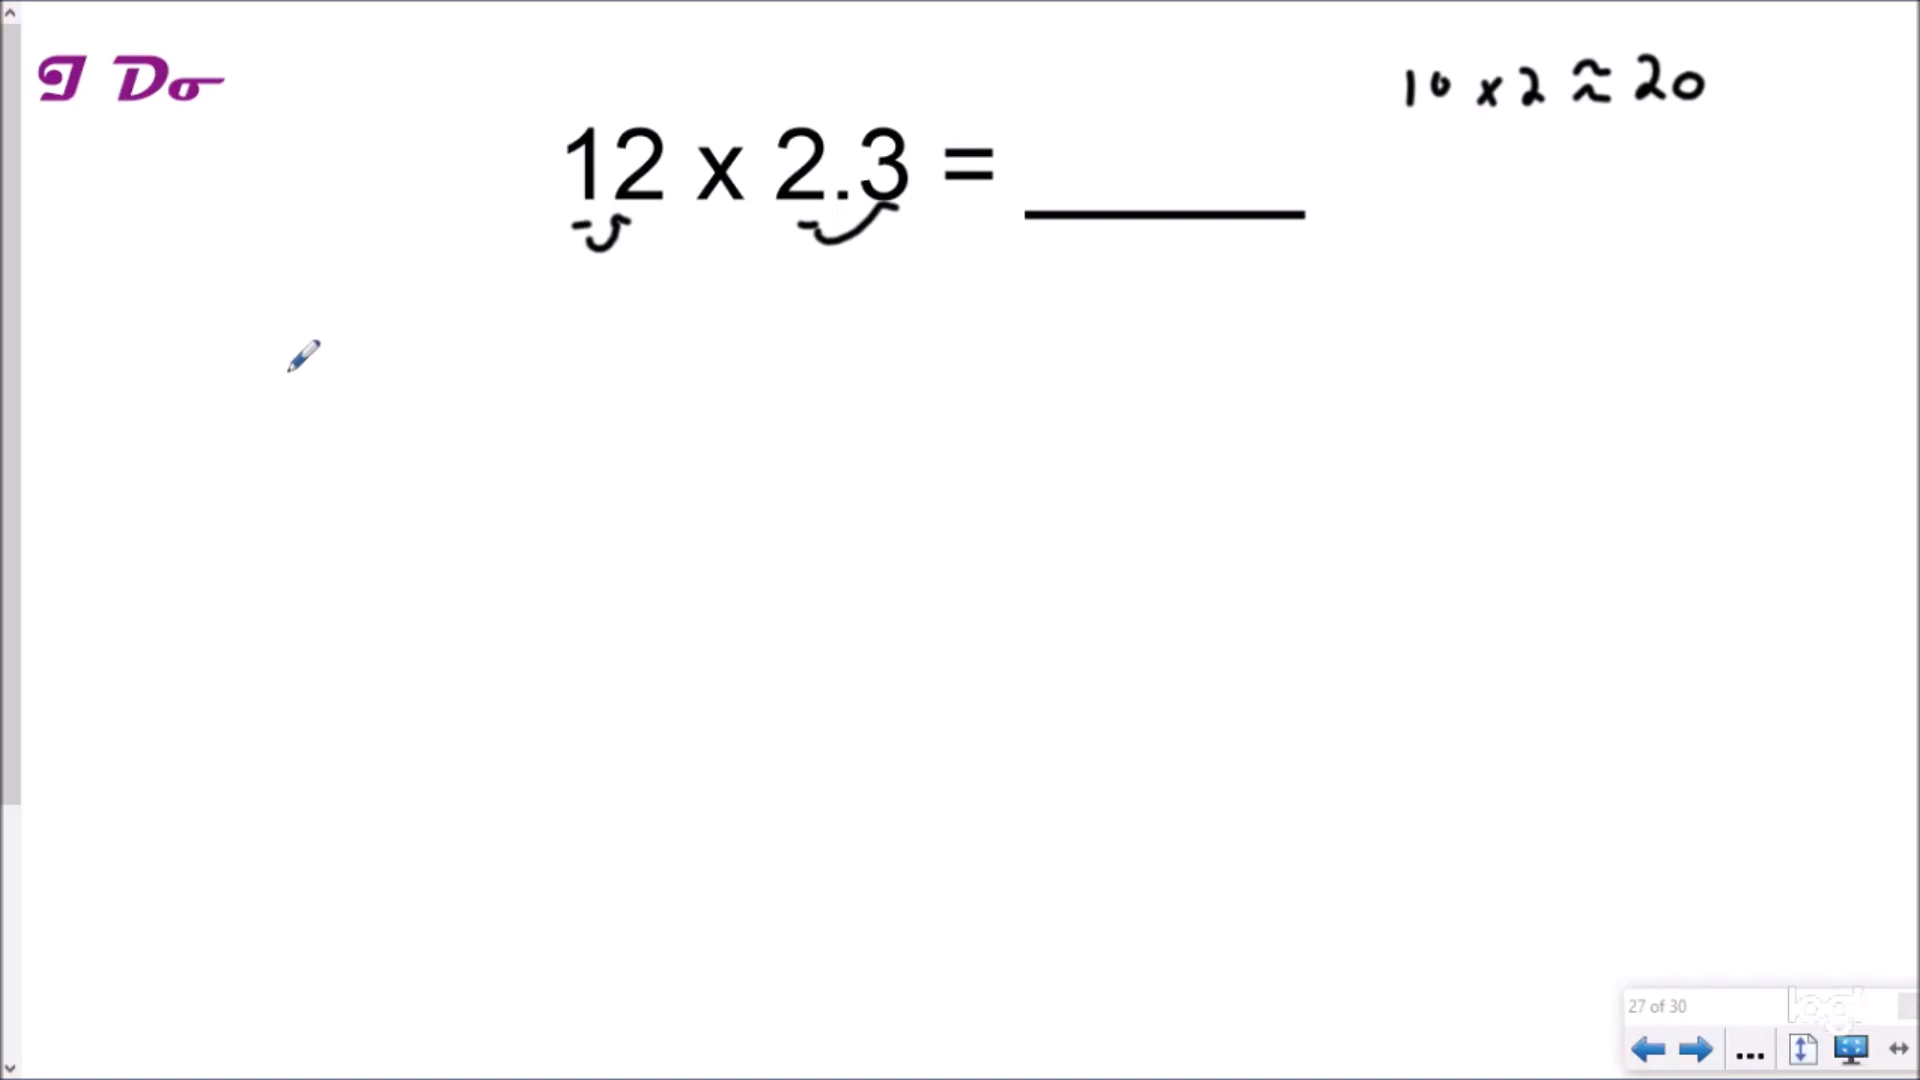 I Do
10 x 2 ≈ 20
12 x 2.3 = ______
27 of 30